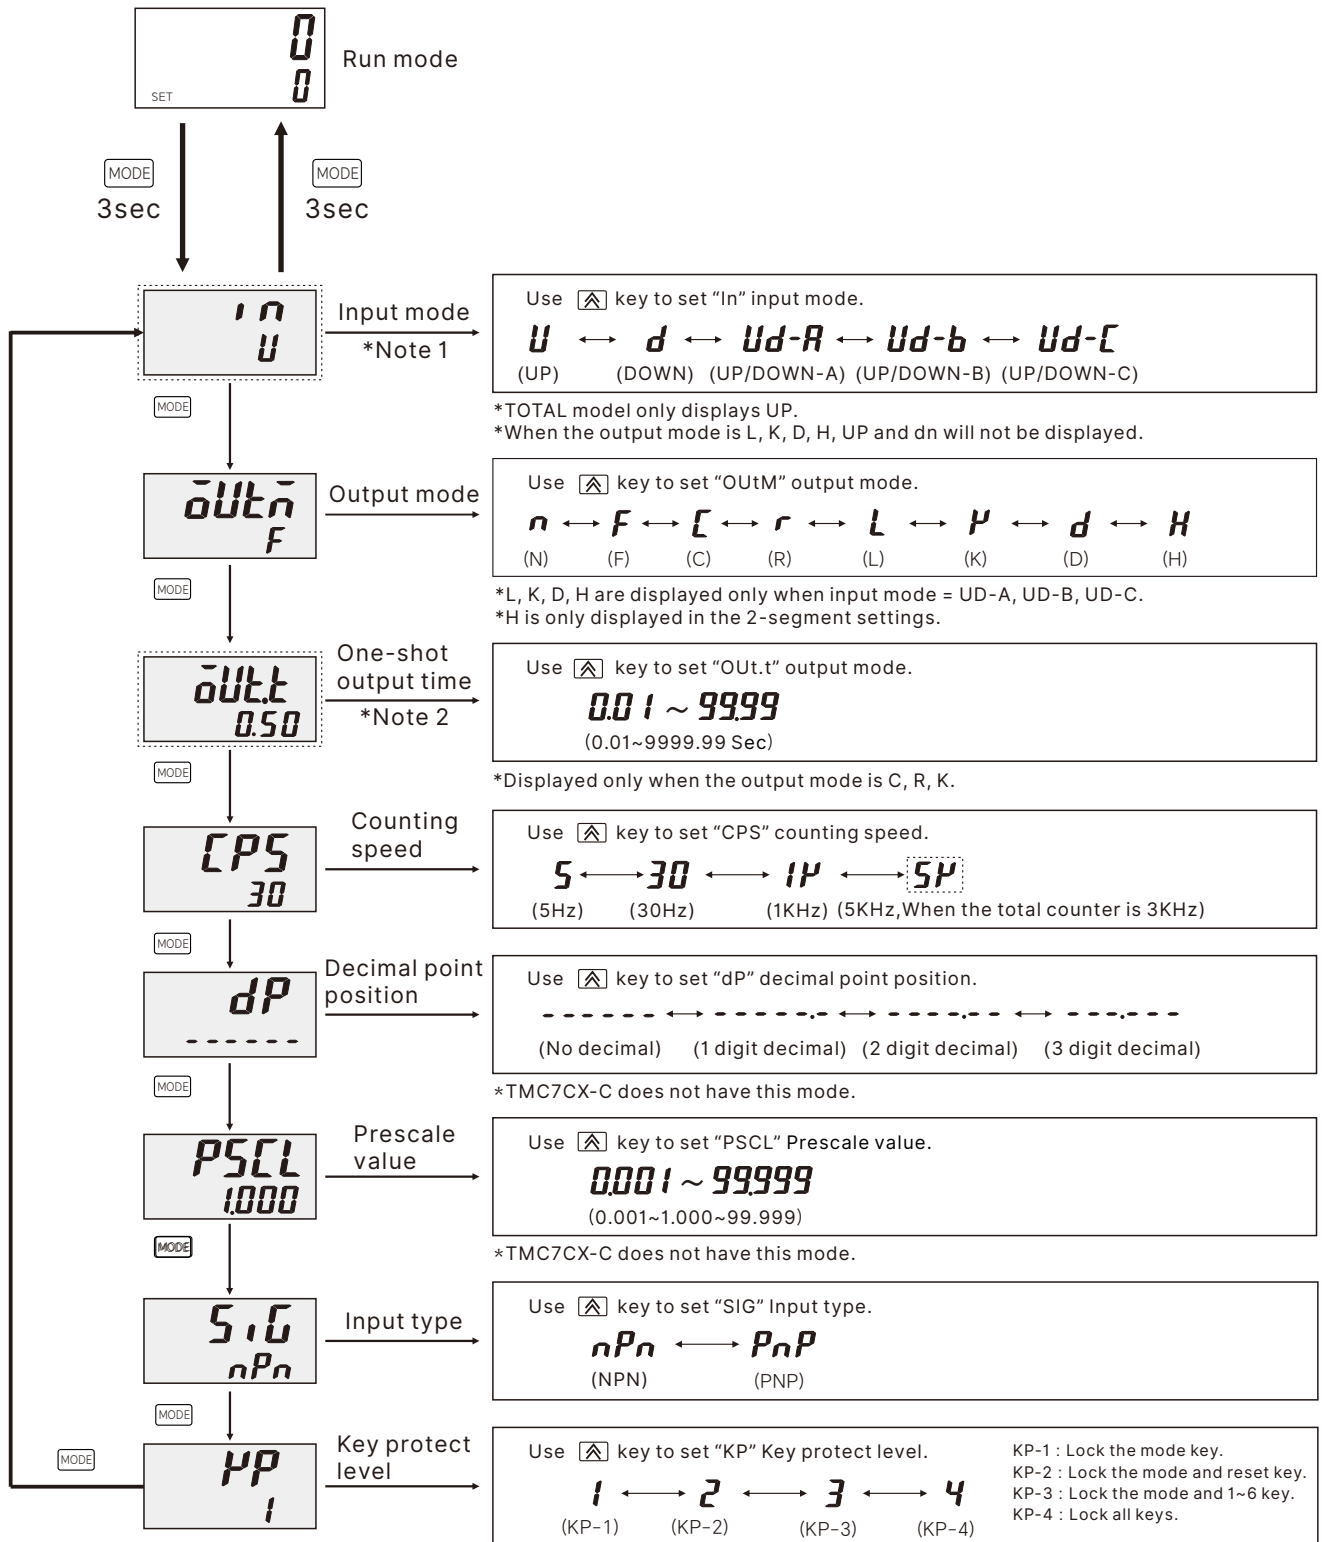 0
0
SET
Run mode
MODE
3sec
MODE
3sec
in
U
Input mode
*Note 1
Use key to set “In” input mode.
U d Ud-A Ud-b Ud-C
(UP) (DOWN) (UP/DOWN-A) (UP/DOWN-B) (UP/DOWN-C)
*TOTAL model only displays UP.
*When the output mode is L, K, D, H, UP and dn will not be displayed.
MODE
OUtM
F
Output mode
Use key to set “OUtM” output mode.
n F C r L K d H
(N) (F) (C) (R) (L) (K) (D) (H)
*L, K, D, H are displayed only when input mode = UD-A, UD-B, UD-C.
*H is only displayed in the 2-segment settings.
MODE
OUt.t
0.50
One-shot
output time
*Note 2
Use key to set “OUt.t” output mode.
0.01 ~ 99.99
(0.01~9999.99 Sec)
*Displayed only when the output mode is C, R, K.
MODE
CPS
30
Counting
speed
Use key to set “CPS” counting speed.
5 30 1K 5K
(5Hz) (30Hz) (1KHz) (5KHz,When the total counter is 3KHz)
MODE
dP
- - - - - -
Decimal point
position
Use key to set “dP” decimal point position.
- - - - - - - - - - -.- - - - -.- - - - -.- - -
(No decimal) (1 digit decimal) (2 digit decimal) (3 digit decimal)
*TMC7CX-C does not have this mode.
MODE
PSCL
1.000
Prescale
value
Use key to set “PSCL” Prescale value.
0.001 ~ 99.999
(0.001~1.000~99.999)
*TMC7CX-C does not have this mode.
MODE
SiG
nPn
Input type
Use key to set “SIG” Input type.
nPn PnP
(NPN) (PNP)
MODE
MODE
KP
1
Key protect
level
Use key to set “KP” Key protect level.
1 2 3 4
(KP-1) (KP-2) (KP-3) (KP-4)
KP-1 : Lock the mode key.
KP-2 : Lock the mode and reset key.
KP-3 : Lock the mode and 1~6 key.
KP-4 : Lock all keys.